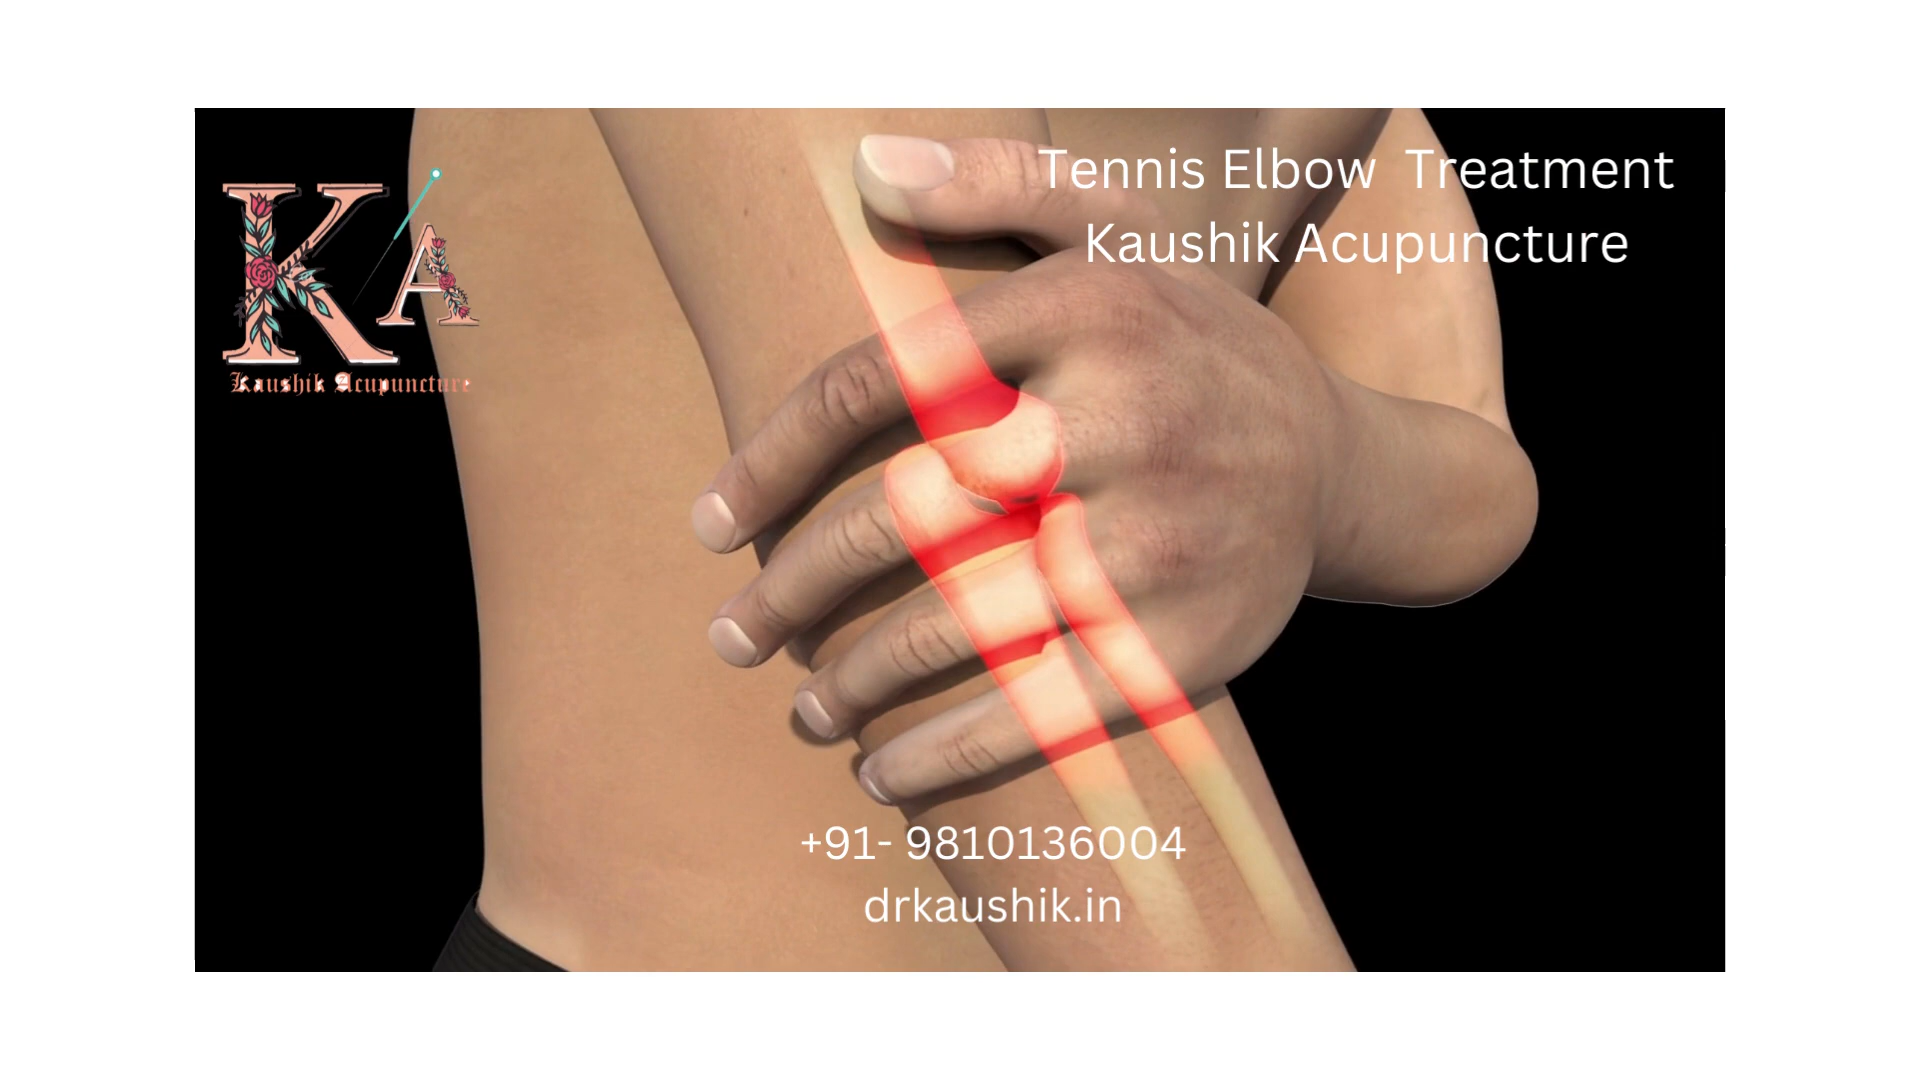 Tennis Elbow  Treatment
Kaushik Acupuncture
KA
Kaushik Acupuncture
+91- 9810136004
drkaushik.in